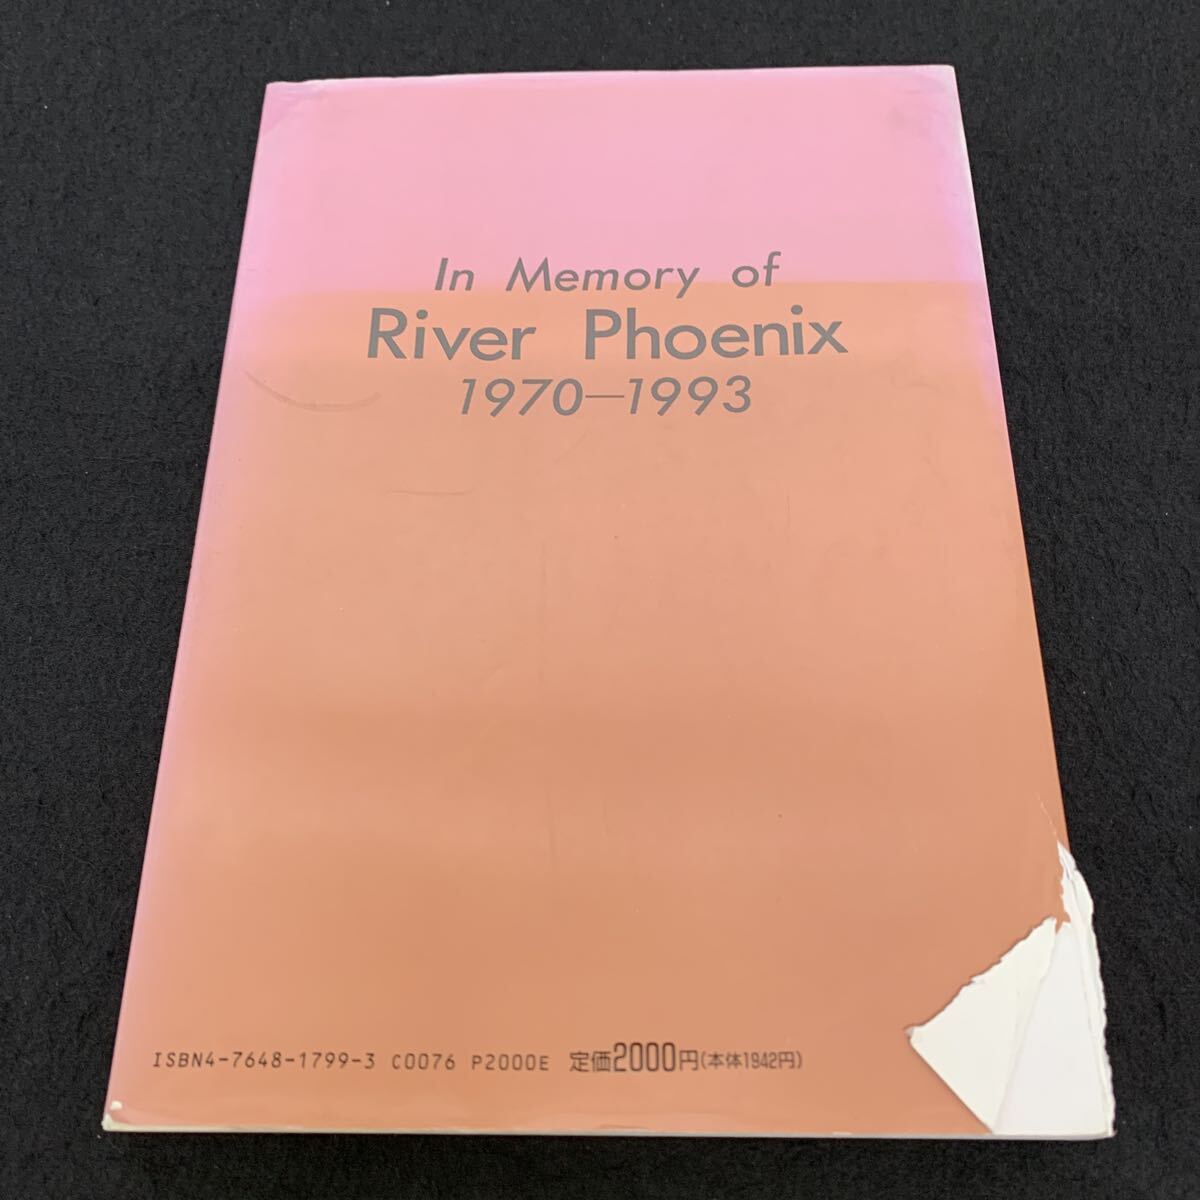 In Memory of
River Phoenix
1970—1993
ISBN4-7648-1799-3 C0076 P2000E 定価2000円(本体1942円)